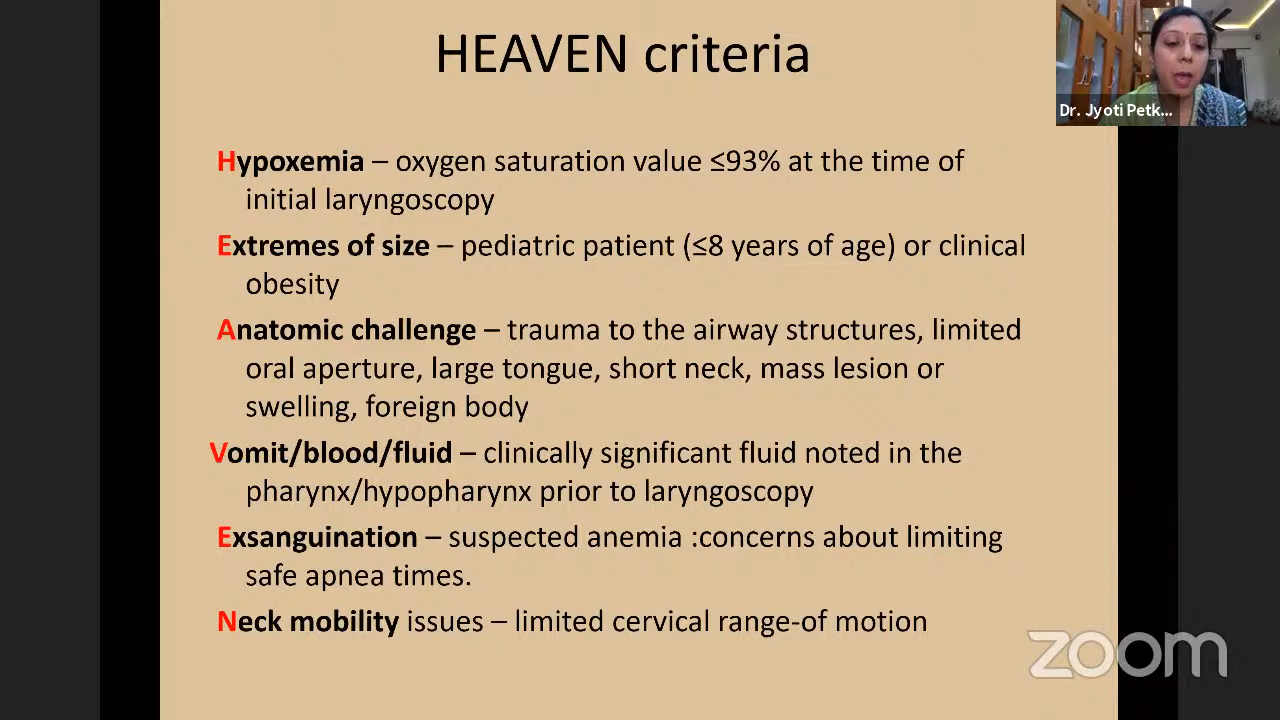 HEAVEN criteria
Dr. Jyoti Petk...
Hypoxemia – oxygen saturation value ≤93% at the time of
initial laryngoscopy
Extremes of size – pediatric patient (≤8 years of age) or clinical
obesity
Anatomic challenge – trauma to the airway structures, limited
oral aperture, large tongue, short neck, mass lesion or
swelling, foreign body
Vomit/blood/fluid – clinically significant fluid noted in the
pharynx/hypopharynx prior to laryngoscopy
Exsanguination – suspected anemia :concerns about limiting
safe apnea times.
Neck mobility issues – limited cervical range-of motion
zoom